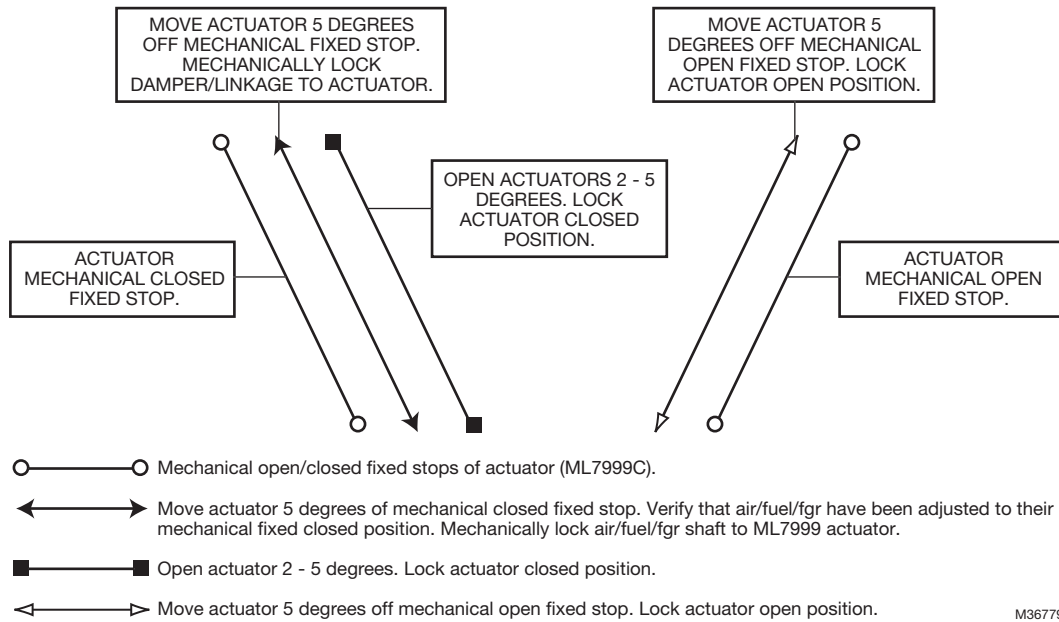 MOVE ACTUATOR 5 DEGREES
OFF MECHANICAL FIXED STOP.
MECHANICALLY LOCK
DAMPER/LINKAGE TO ACTUATOR.
MOVE ACTUATOR 5
DEGREES OFF MECHANICAL
OPEN FIXED STOP. LOCK
ACTUATOR OPEN POSITION.
OPEN ACTUATORS 2 - 5
DEGREES. LOCK
ACTUATOR CLOSED
POSITION.
ACTUATOR
MECHANICAL CLOSED
FIXED STOP.
ACTUATOR
MECHANICAL OPEN
FIXED STOP.
Mechanical open/closed fixed stops of actuator (ML7999C).
Move actuator 5 degrees of mechanical closed fixed stop. Verify that air/fuel/fgr have been adjusted to their
mechanical fixed closed position. Mechanically lock air/fuel/fgr shaft to ML7999 actuator.
Open actuator 2 - 5 degrees. Lock actuator closed position.
Move actuator 5 degrees off mechanical open fixed stop. Lock actuator open position.
M36779